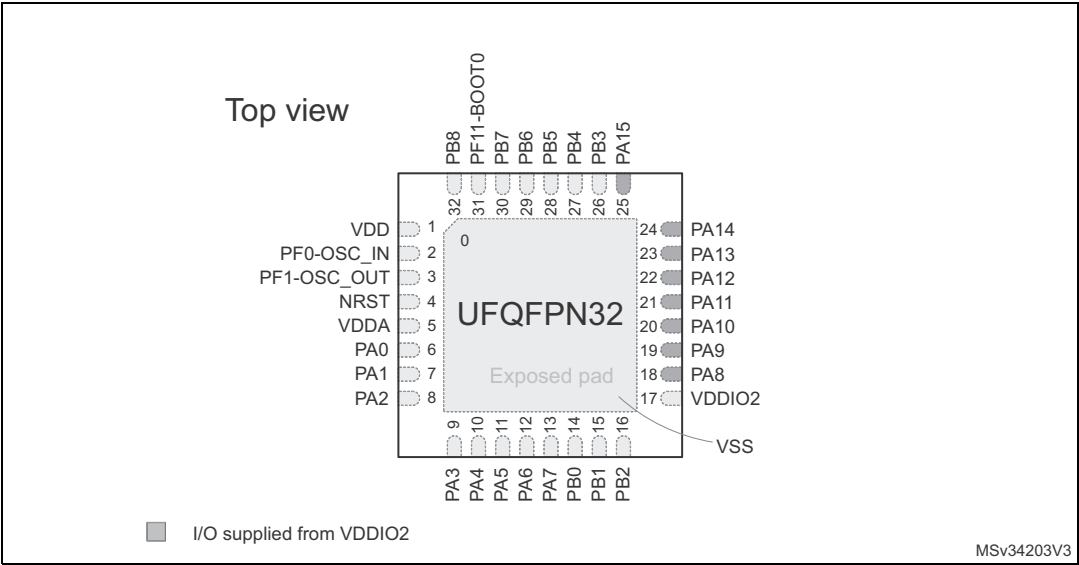 Top view
PB8
PF11-BOOT0
PB7
PB6
PB5
PB4
PB3
PA15
32
31
30
29
28
27
26
25
VDD 1
PF0-OSC_IN 2
PF1-OSC_OUT 3
NRST 4
VDDA 5
PA0 6
PA1 7
PA2 8
0
UFQFPN32
Exposed pad
24 PA14
23 PA13
22 PA12
21 PA11
20 PA10
19 PA9
18 PA8
17 VDDIO2
VSS
9
10
11
12
13
14
15
16
PA3
PA4
PA5
PA6
PA7
PB0
PB1
PB2
I/O supplied from VDDIO2
MSv34203V3